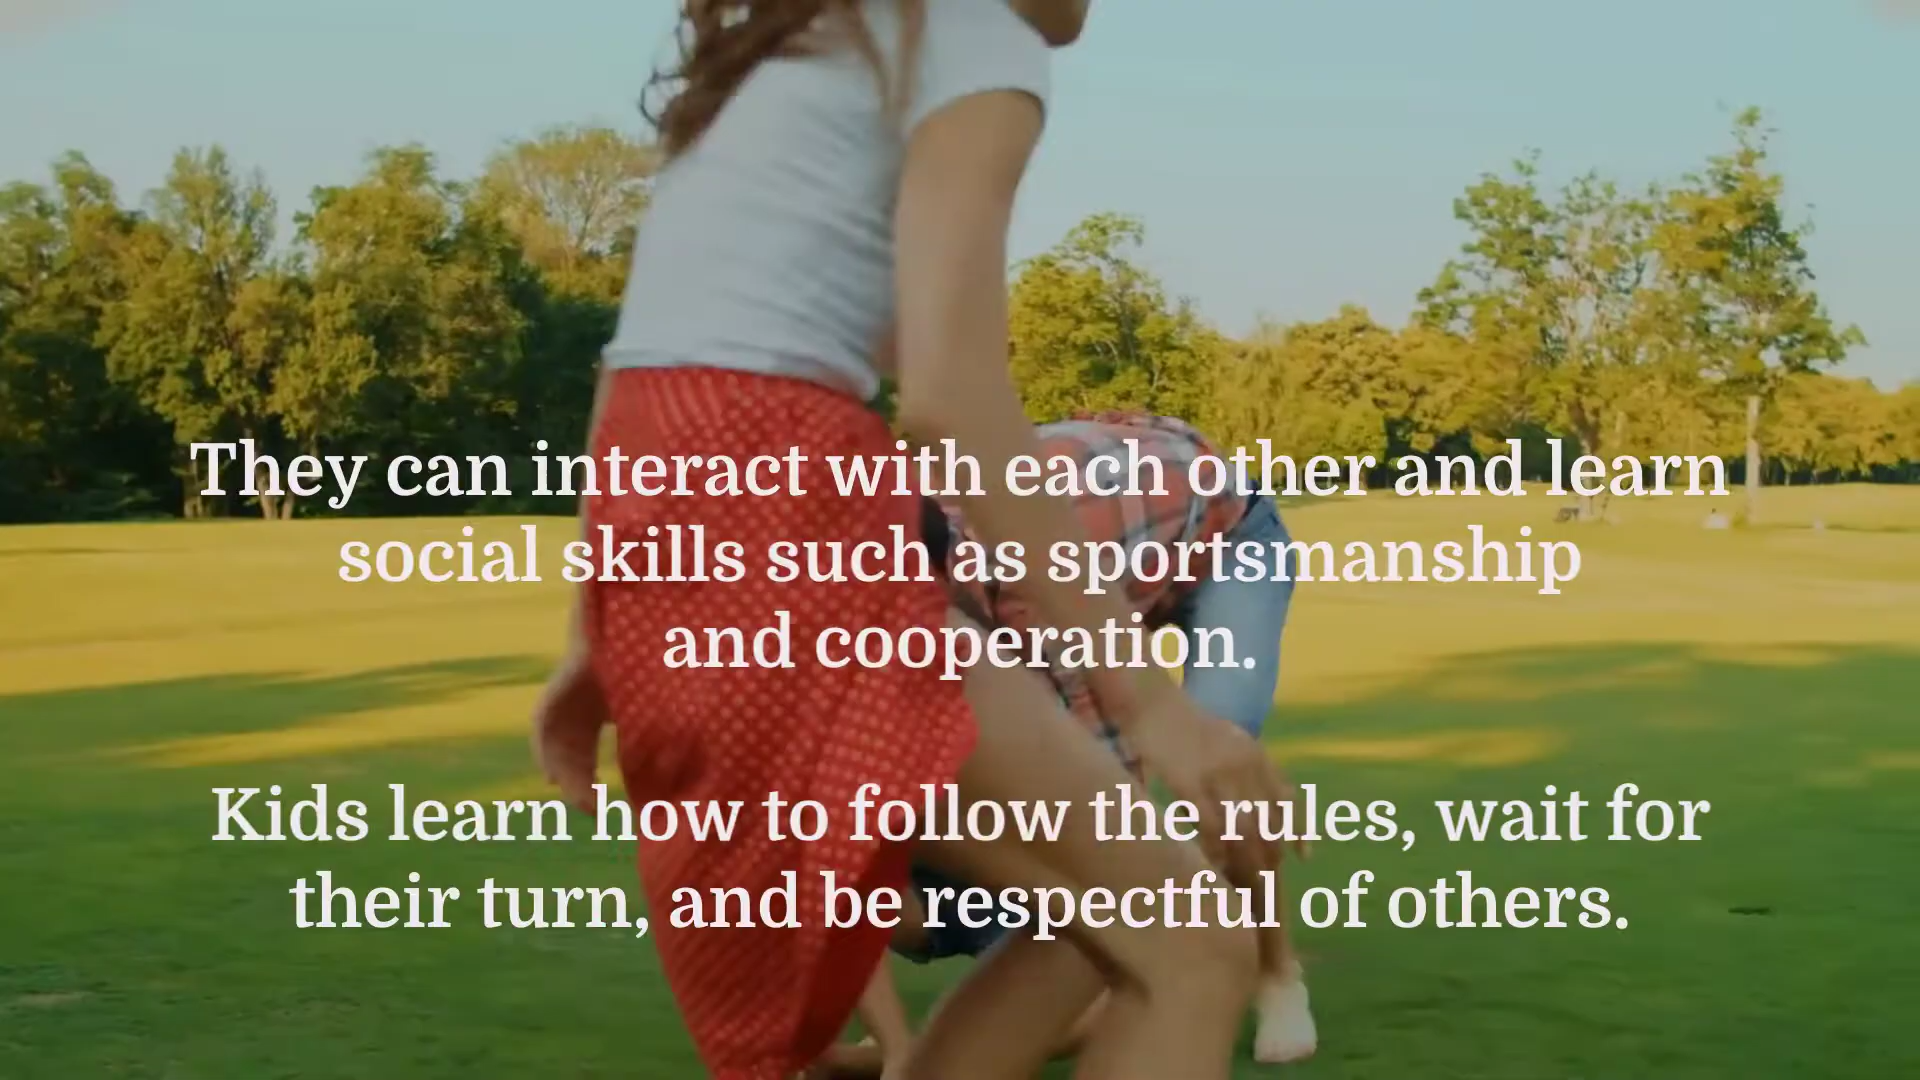 They can interact with each other and learn
social skills such as sportsmanship
and cooperation.
Kids learn how to follow the rules, wait for
their turn, and be respectful of others.